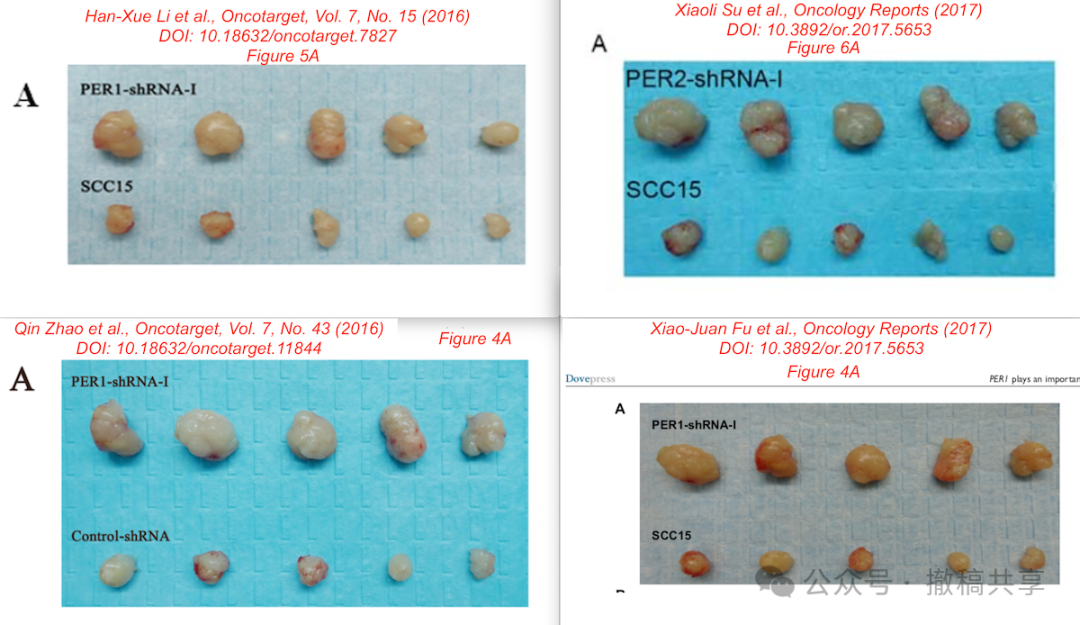 Han-Xue Li et al., Oncotarget, Vol. 7, No. 15 (2016)
DOI: 10.18632/oncotarget.7827
Figure 5A
A
PER1-shRNA-I
SCC15
Xiaoli Su et al., Oncology Reports (2017)
DOI: 10.3892/or.2017.5653
Figure 6A
A
PER2-shRNA-I
SCC15
Qin Zhao et al., Oncotarget, Vol. 7, No. 43 (2016)
DOI: 10.18632/oncotarget.11844
Figure 4A
A
PER1-shRNA-I
Control-shRNA
Xiao-Juan Fu et al., Oncology Reports (2017)
DOI: 10.3892/or.2017.5653
Figure 4A
Dovepress
PER1 plays an importan
A
PER1-shRNA-I
SCC15
公众号 · 撤稿共享